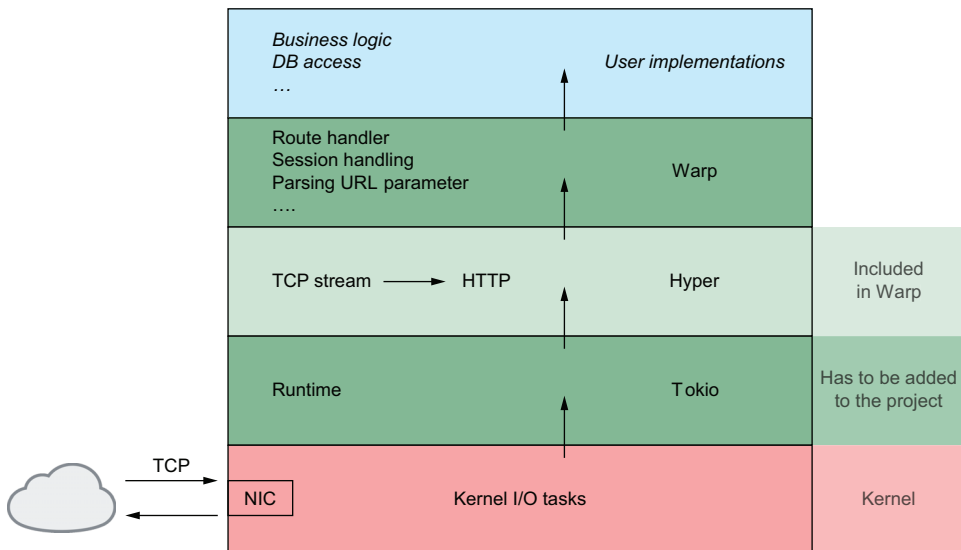 Business logic
DB access
…
User implementations
Route handler
Session handling
Parsing URL parameter
….
Warp
TCP stream
HTTP
Hyper
Included
in Warp
Runtime
Tokio
Has to be added
to the project
TCP
NIC
Kernel I/O tasks
Kernel